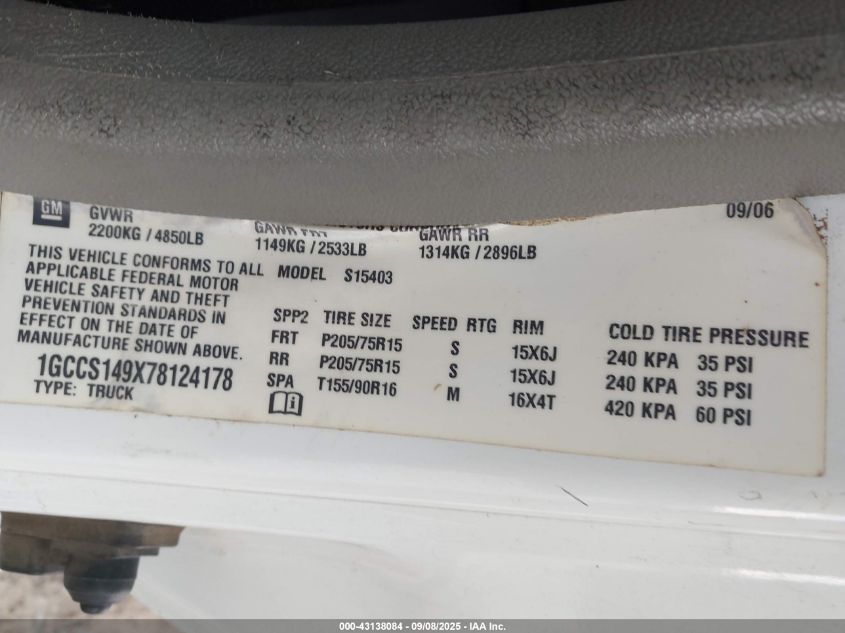 GM
09/06
GVWR GAWR FRT GAWR RR
2200KG / 4850LB 1149KG / 2533LB 1314KG / 2896LB
THIS VEHICLE CONFORMS TO ALL
APPLICABLE FEDERAL MOTOR
VEHICLE SAFETY AND THEFT
PREVENTION STANDARDS IN
EFFECT ON THE DATE OF
MANUFACTURE SHOWN ABOVE.
1GCCS149X78124178
TYPE: TRUCK
MODEL S15403
SPP2 TIRE SIZE SPEED RTG RIM COLD TIRE PRESSURE
FRT P205/75R15 S 15X6J 240 KPA 35 PSI
RR P205/75R15 S 15X6J 240 KPA 35 PSI
SPA T155/90R16 M 16X4T 420 KPA 60 PSI
000-43138084 - 09/08/2025 - IAA Inc.